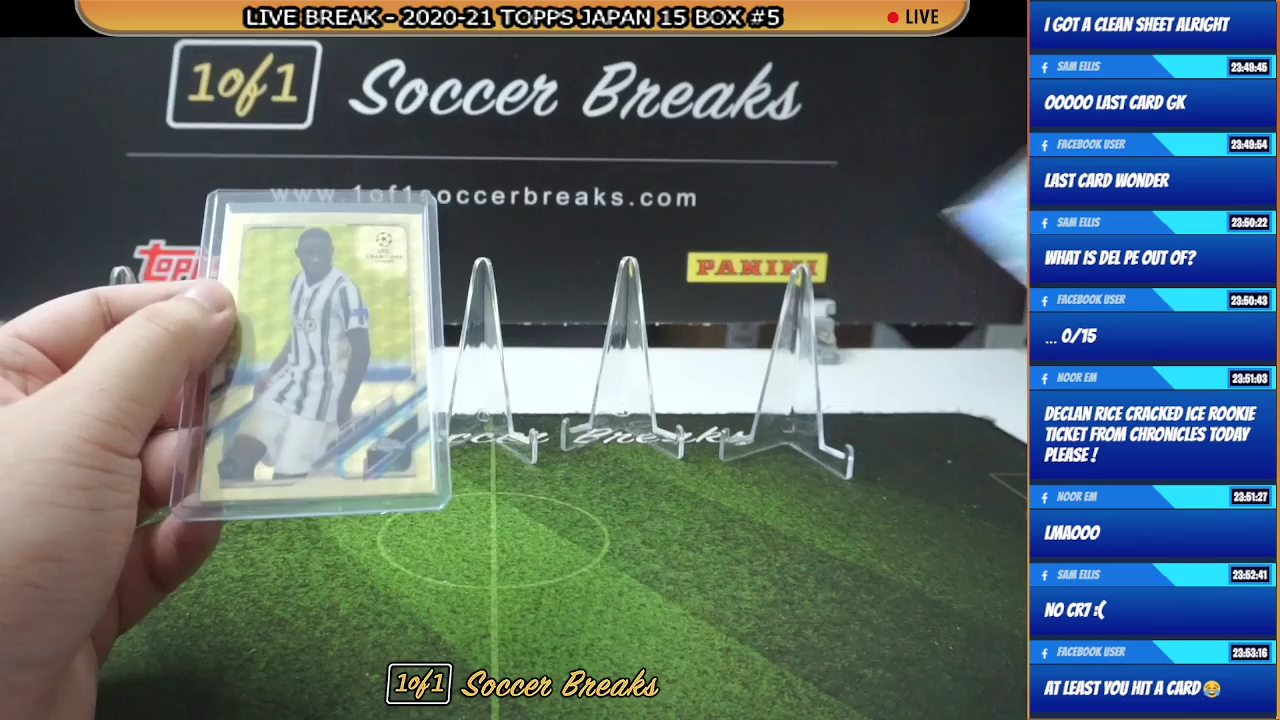 LIVE BREAK - 2020-21 TOPPS JAPAN 15 BOX #5
LIVE
1of1 Soccer Breaks
www.1of1soccerbreaks.com
PANINI
1of1 Soccer Breaks
I GOT A CLEAN SHEET ALRIGHT
SAM ELLIS 23:49:45
OOOOO LAST CARD GK
FACEBOOK USER 23:49:54
LAST CARD WONDER
SAM ELLIS 23:50:22
WHAT IS DEL PE OUT OF?
FACEBOOK USER 23:50:43
... 0/15
NOOR EM 23:51:03
DECLAN RICE CRACKED ICE ROOKIE
TICKET FROM CHRONICLES TODAY
PLEASE !
NOOR EM 23:51:27
LMAOOO
SAM ELLIS 23:52:41
NO CR7 :(
FACEBOOK USER 23:53:16
AT LEAST YOU HIT A CARD😂